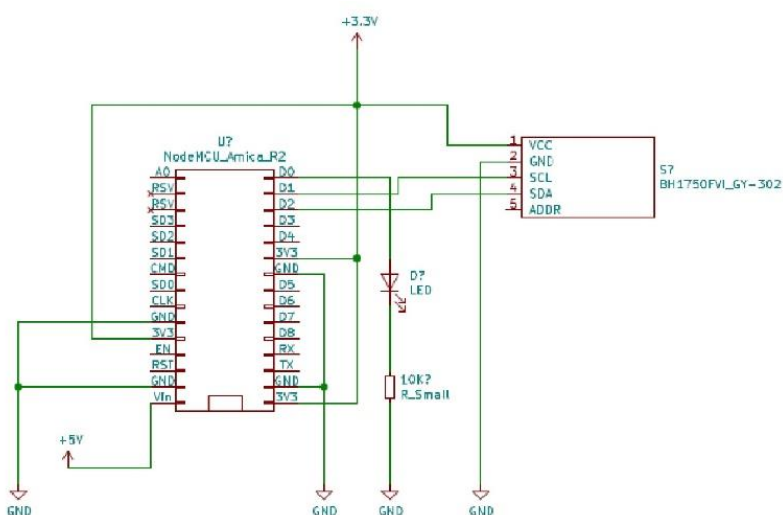 +3.3V
U?
NodeMCU_Amica_R2
A0
RSV
RSV
SD3
SD2
SD1
CMD
SD0
CLK
GND
3V3
EN
RST
GND
Vin
D0
D1
D2
D3
D4
3V3
GND
D5
D6
D7
D8
RX
TX
GND
3V3
1 VCC
2 GND
3 SCL
4 SDA
5 ADDR
S?
BH1750FVI_GY-302
D?
LED
10K?
R_Small
+5V
GND
GND
GND
GND